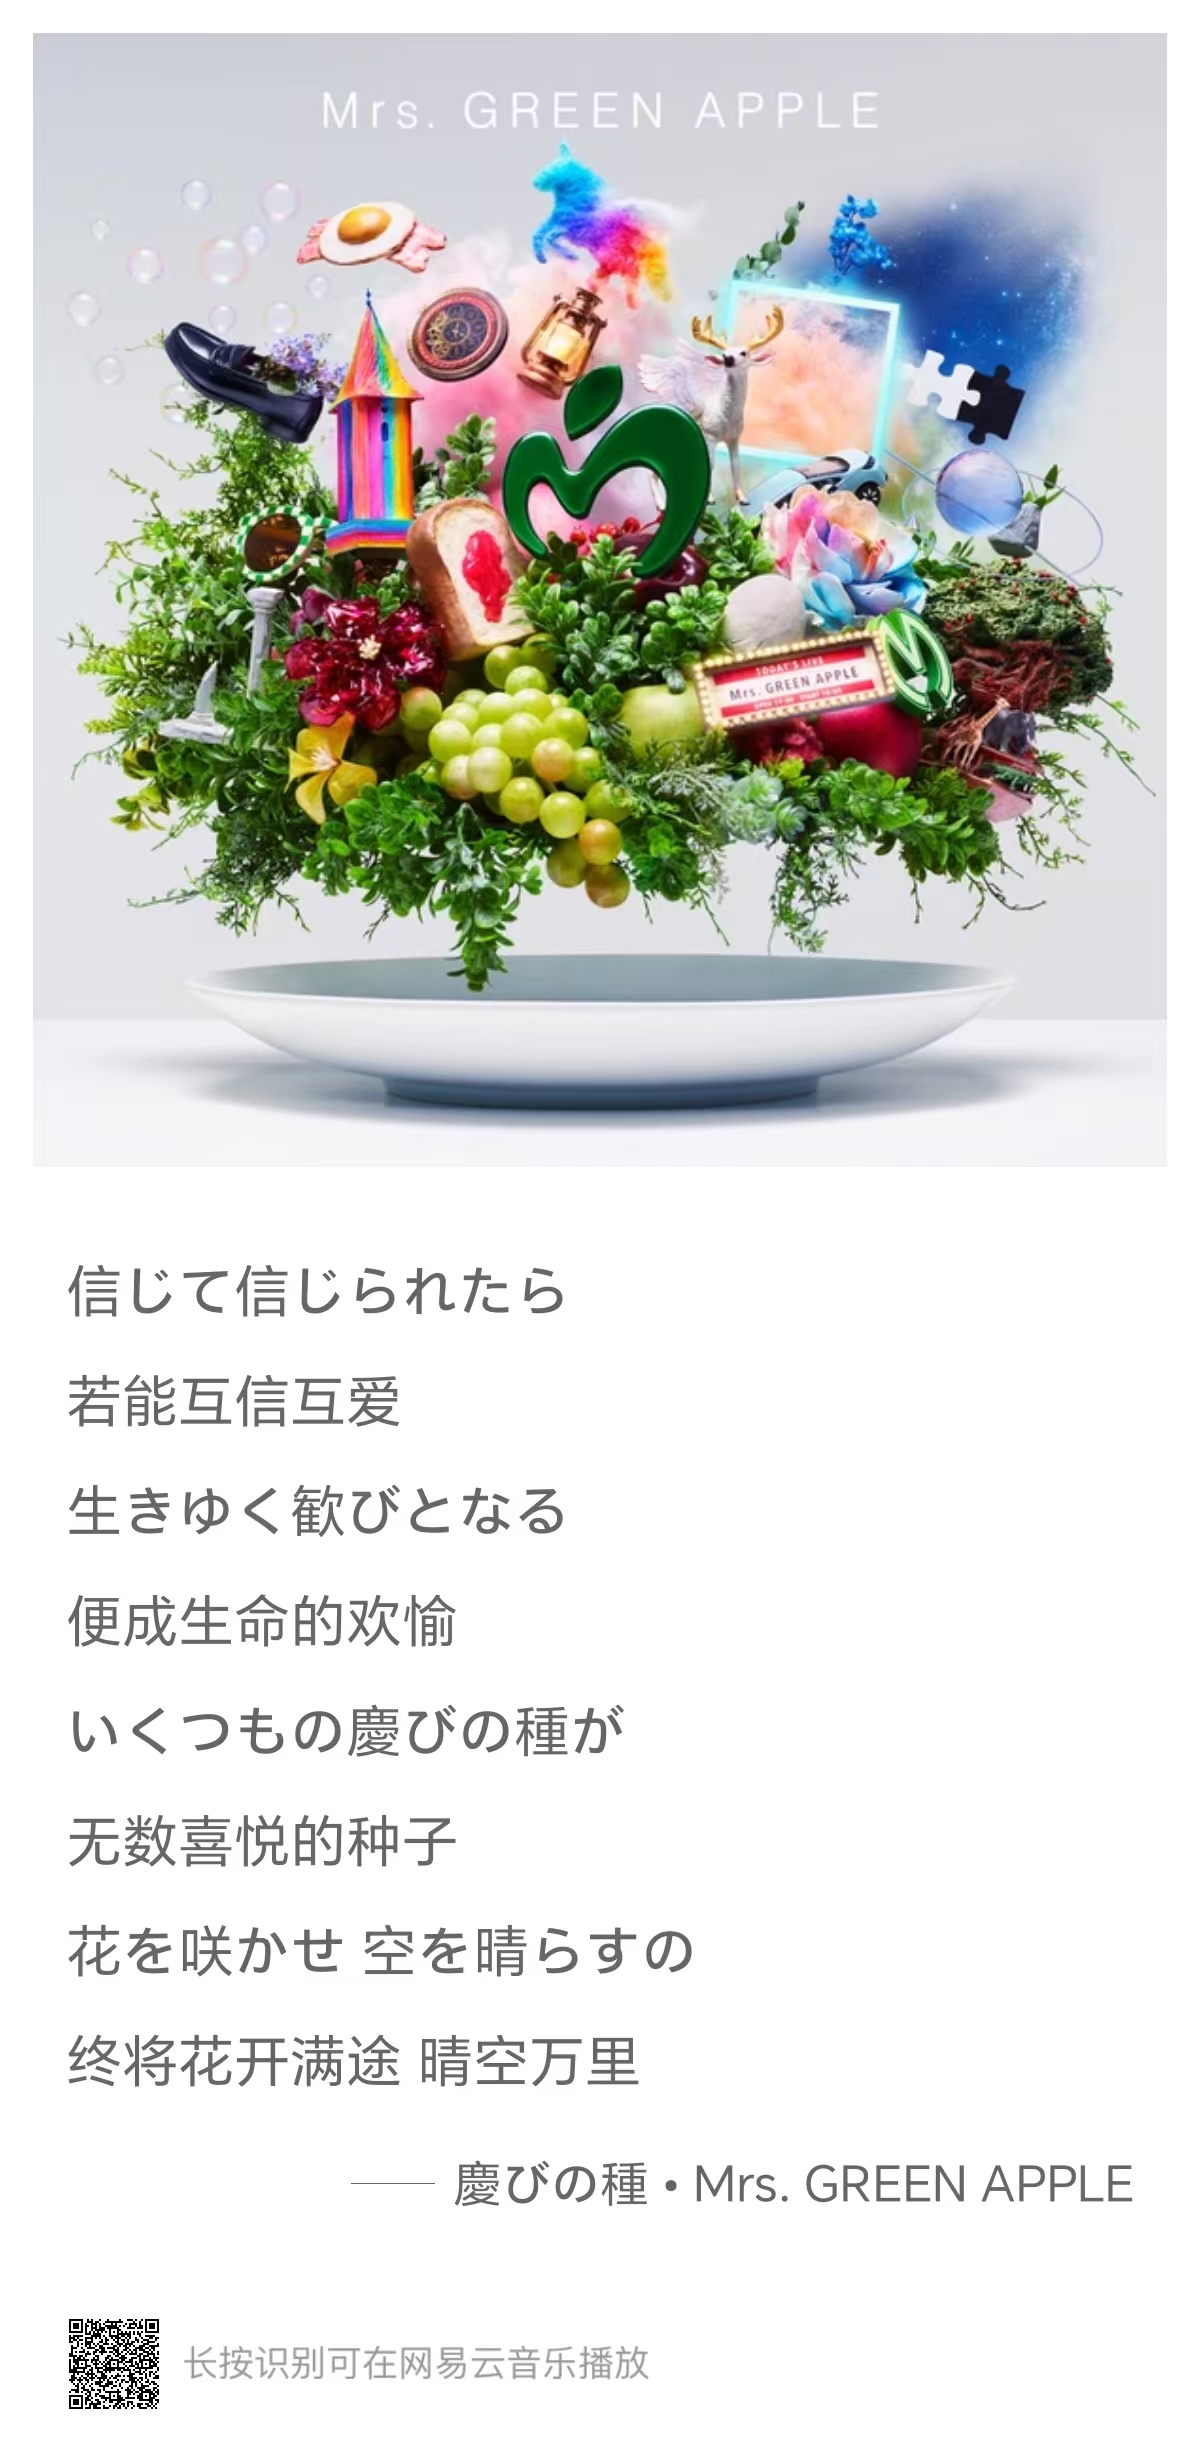 Mrs. GREEN APPLE
TODAY'S LIVE
Mrs. GREEN APPLE
信じて信じられたら
若能互信互爱
生きゆく歓びとなる
便成生命的欢愉
いくつもの慶びの種が
无数喜悦的种子
花を咲かせ 空を晴らすの
终将花开满途 晴空万里
—— 慶びの種 • Mrs. GREEN APPLE
长按识别可在网易云音乐播放